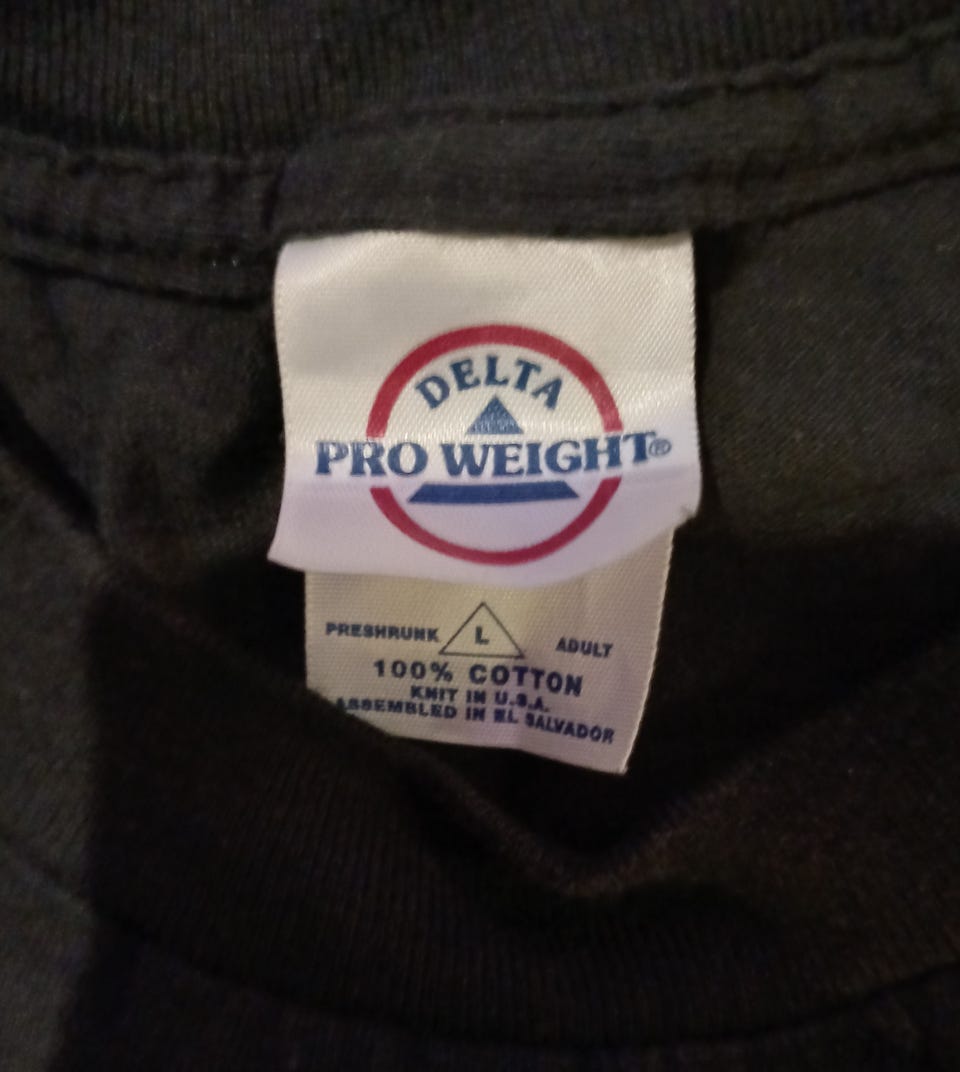 DELTA
PRO WEIGHT®
PRESHRUNK L ADULT
100% COTTON
KNIT IN U.S.A.
ASSEMBLED IN EL SALVADOR